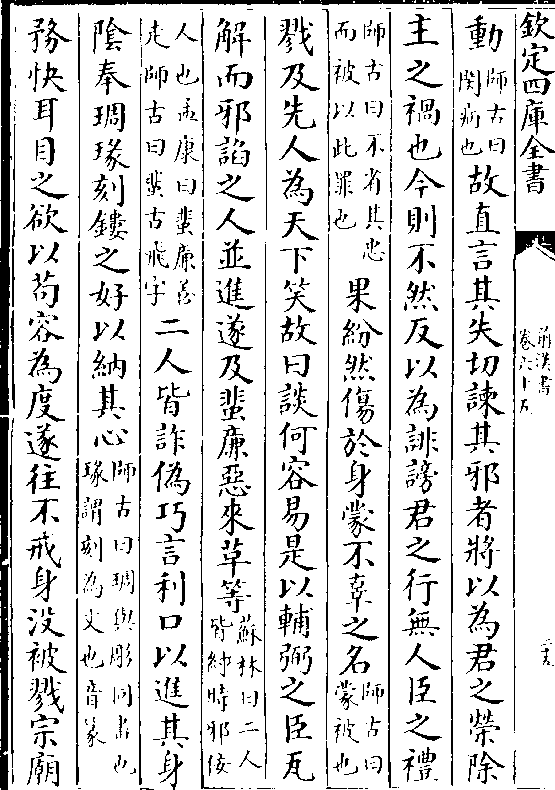 欽定四庫全書
前漢書
卷六十五
動師古曰閔病也故直言其失切諫其邪者將以為君之榮除
主之禍也今則不然反以為誹謗君之行無人臣之禮
師古曰不省其忠而被以此罪也果紛然傷於身蒙不辜之名師古曰蒙被也
戮及先人為天下笑故曰談何容易是以輔弼之臣瓦
解而邪諂之人並進遂及蜚廉惡來草等蘇林曰二人皆紂時邪佞
人也孟康曰蜚廉善走師古曰蜚古飛字二人皆詐偽巧言利口以進其身
陰奉琱瑑刻鏤之好以納其心師古曰琱與彫同畫也瑑謂刻為文也音篆
務快耳目之欲以苟容為度遂往不戒身没被戮宗廟